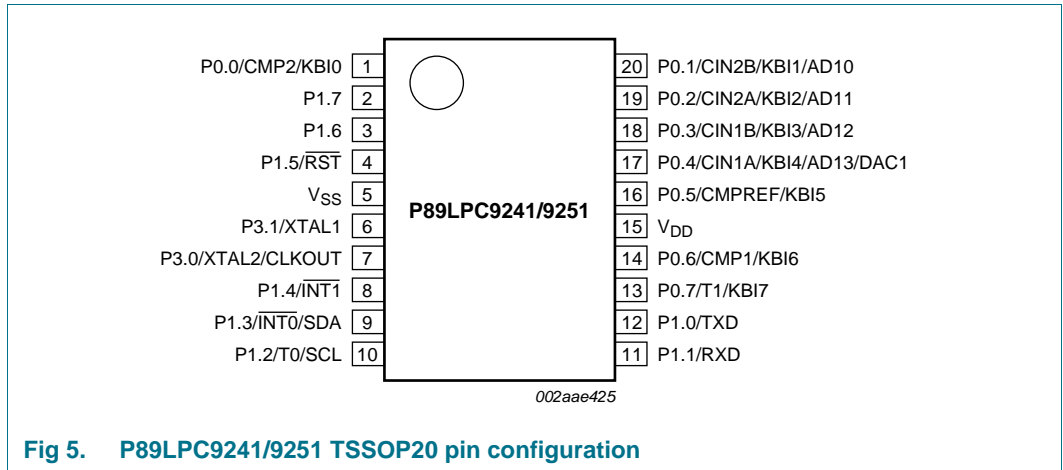 P0.0/CMP2/KBI0 1 20 P0.1/CIN2B/KBI1/AD10
P1.7 2 19 P0.2/CIN2A/KBI2/AD11
P1.6 3 18 P0.3/CIN1B/KBI3/AD12
P1.5/R̅S̅T̅ 4 17 P0.4/CIN1A/KBI4/AD13/DAC1
VSS 5 16 P0.5/CMPREF/KBI5
P89LPC9241/9251
P3.1/XTAL1 6 15 VDD
P3.0/XTAL2/CLKOUT 7 14 P0.6/CMP1/KBI6
P1.4/I̅N̅T̅1̅ 8 13 P0.7/T1/KBI7
P1.3/I̅N̅T̅0̅/SDA 9 12 P1.0/TXD
P1.2/T0/SCL 10 11 P1.1/RXD
002aae425
Fig 5. P89LPC9241/9251 TSSOP20 pin configuration